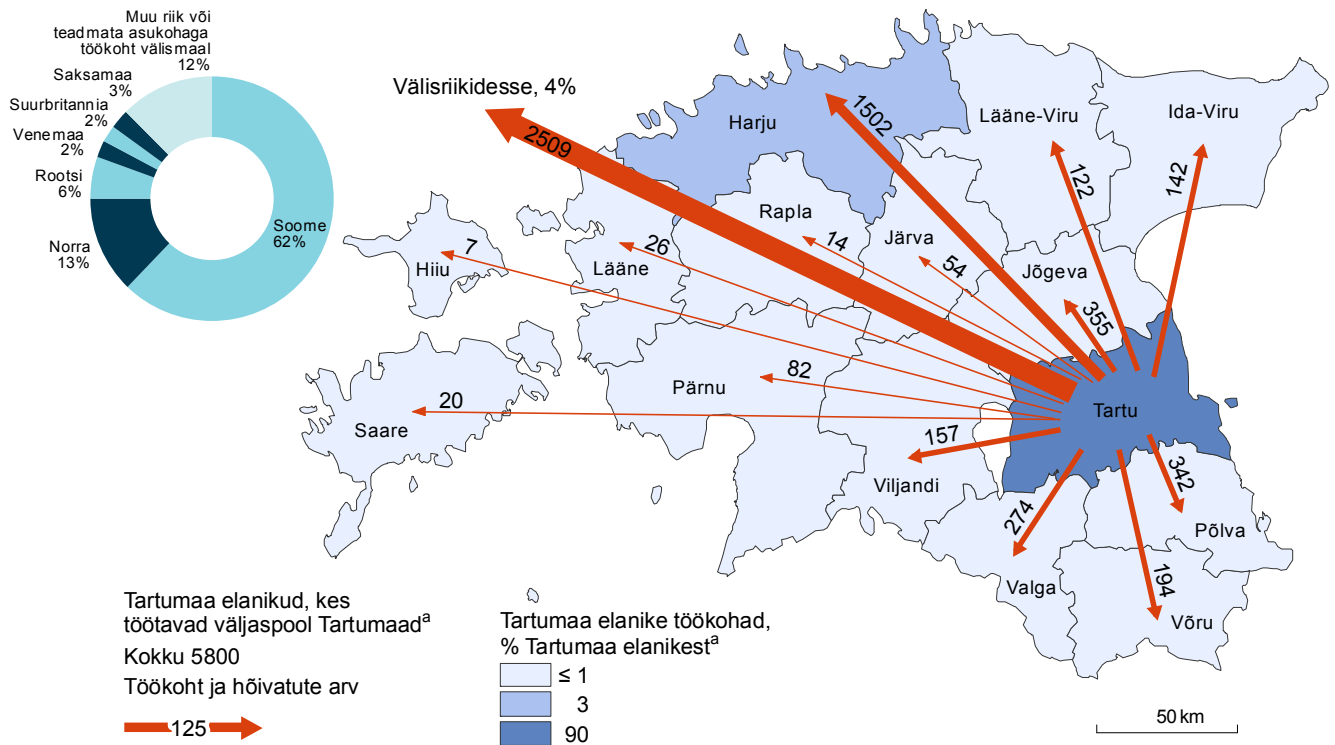 Muu riik või
teadmata asukohaga
töökoht välismaal
12%
Saksamaa
3%
Suurbritannia
2%
Venemaa
2%
Rootsi
6%
Norra
13%
Soome
62%
Välisriikidesse, 4%
2509
1502
122
142
7
26
14
54
355
82
20
157
274
194
342
Harju
Lääne-Viru
Ida-Viru
Rapla
Järva
Jõgeva
Hiiu
Lääne
Pärnu
Tartu
Saare
Viljandi
Põlva
Valga
Võru
Tartumaa elanikud, kes
töötavad väljaspool Tartumaadª
Kokku 5800
Töökoht ja hõivatute arv
125
Tartumaa elanike töökohad,
% Tartumaa elanikestª
≤ 1
3
90
50 km